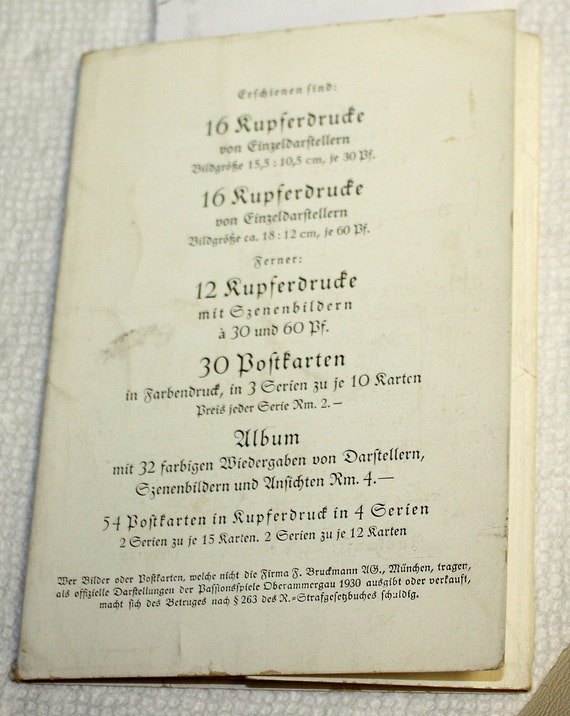 Erschienen sind:
16 Kupferdrucke
von Einzeldarstellern
Bildgröße 15,5 : 10,5 cm, je 30 Pf.
16 Kupferdrucke
von Einzeldarstellern
Bildgröße ca. 18 : 12 cm, je 60 Pf.
Ferner:
12 Kupferdrucke
mit Szenenbildern
à 30 und 60 Pf.
30 Postkarten
in Farbendruck, in 3 Serien zu je 10 Karten
Preis jeder Serie Rm. 2.—
Album
mit 32 farbigen Wiedergaben von Darstellern,
Szenenbildern und Ansichten Rm. 4.—
54 Postkarten in Kupferdruck in 4 Serien
2 Serien zu je 15 Karten. 2 Serien zu je 12 Karten
Wer Bilder oder Postkarten, welche nicht die Firma F. Bruckmann AG., München, tragen,
als offizielle Darstellungen der Passionsspiele Oberammergau 1930 ausgibt oder verkauft,
macht sich des Betruges nach § 263 des R.=Strafgesetzbuches schuldig.